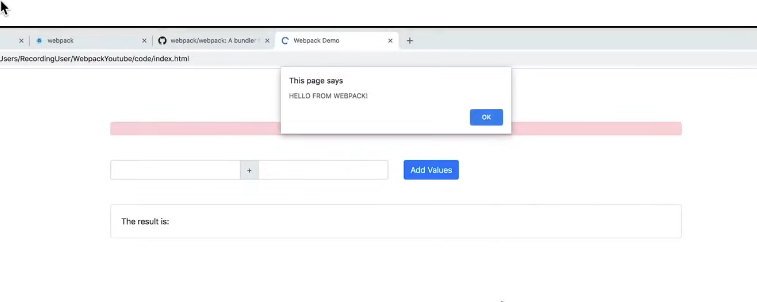 webpack
webpack/webpack: A bundler
Webpack Demo
Users/RecordingUser/WebpackYoutube/code/index.html
This page says
HELLO FROM WEBPACK!
OK
+
Add Values
The result is: